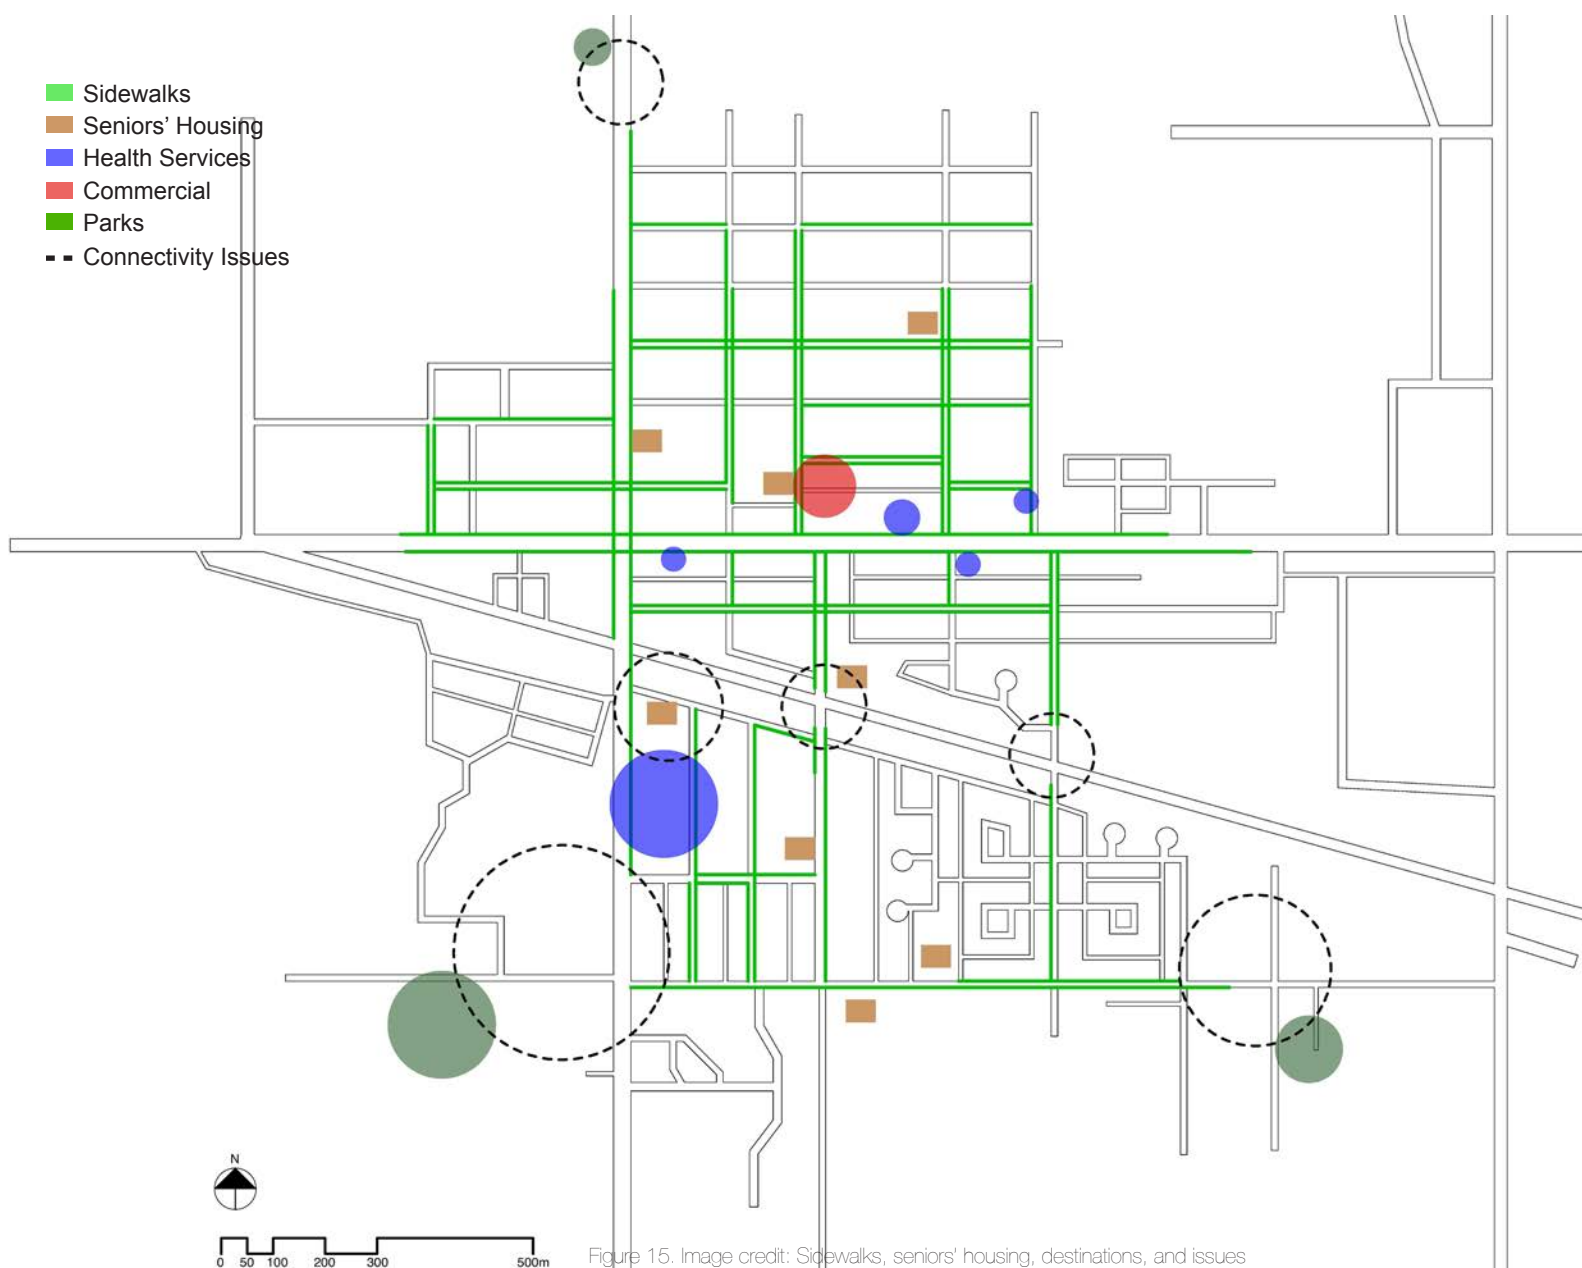 Sidewalks
Seniors' Housing
Health Services
Commercial
Parks
Connectivity Issues
N
0 50 100 200 300 500m
Figure 15. Image credit: Sidewalks, seniors' housing, destinations, and issues